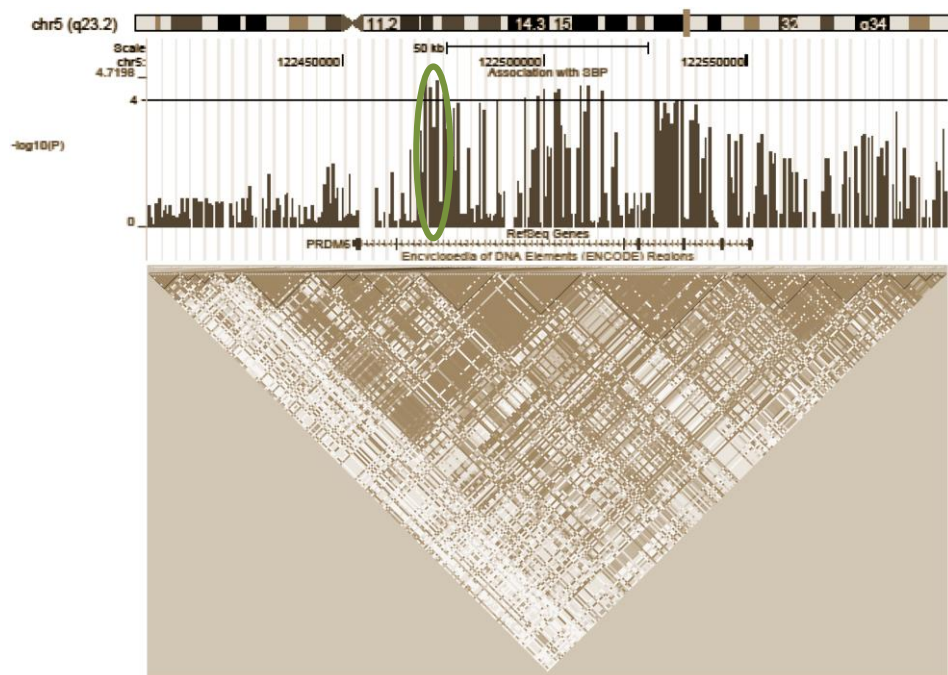 chr5 (q23.2) 11.2 14.3 15 32 q34
Scale 50 kb
chr5: 122450000 122500000 122550000
4.7198 Association with SBP
4
-log10(P)
0
RefSeq Genes
PRDM6
Encyclopedia of DNA Elements (ENCODE) Regions